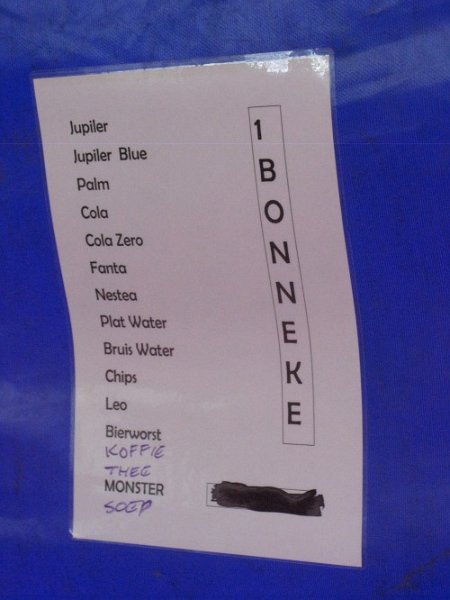 Jupiler
Jupiler Blue
Palm
Cola
Cola Zero
Fanta
Nestea
Plat Water
Bruis Water
Chips
Leo
Bierworst
KOFFIE
THEE
MONSTER
SOEP
1 BONNEKE